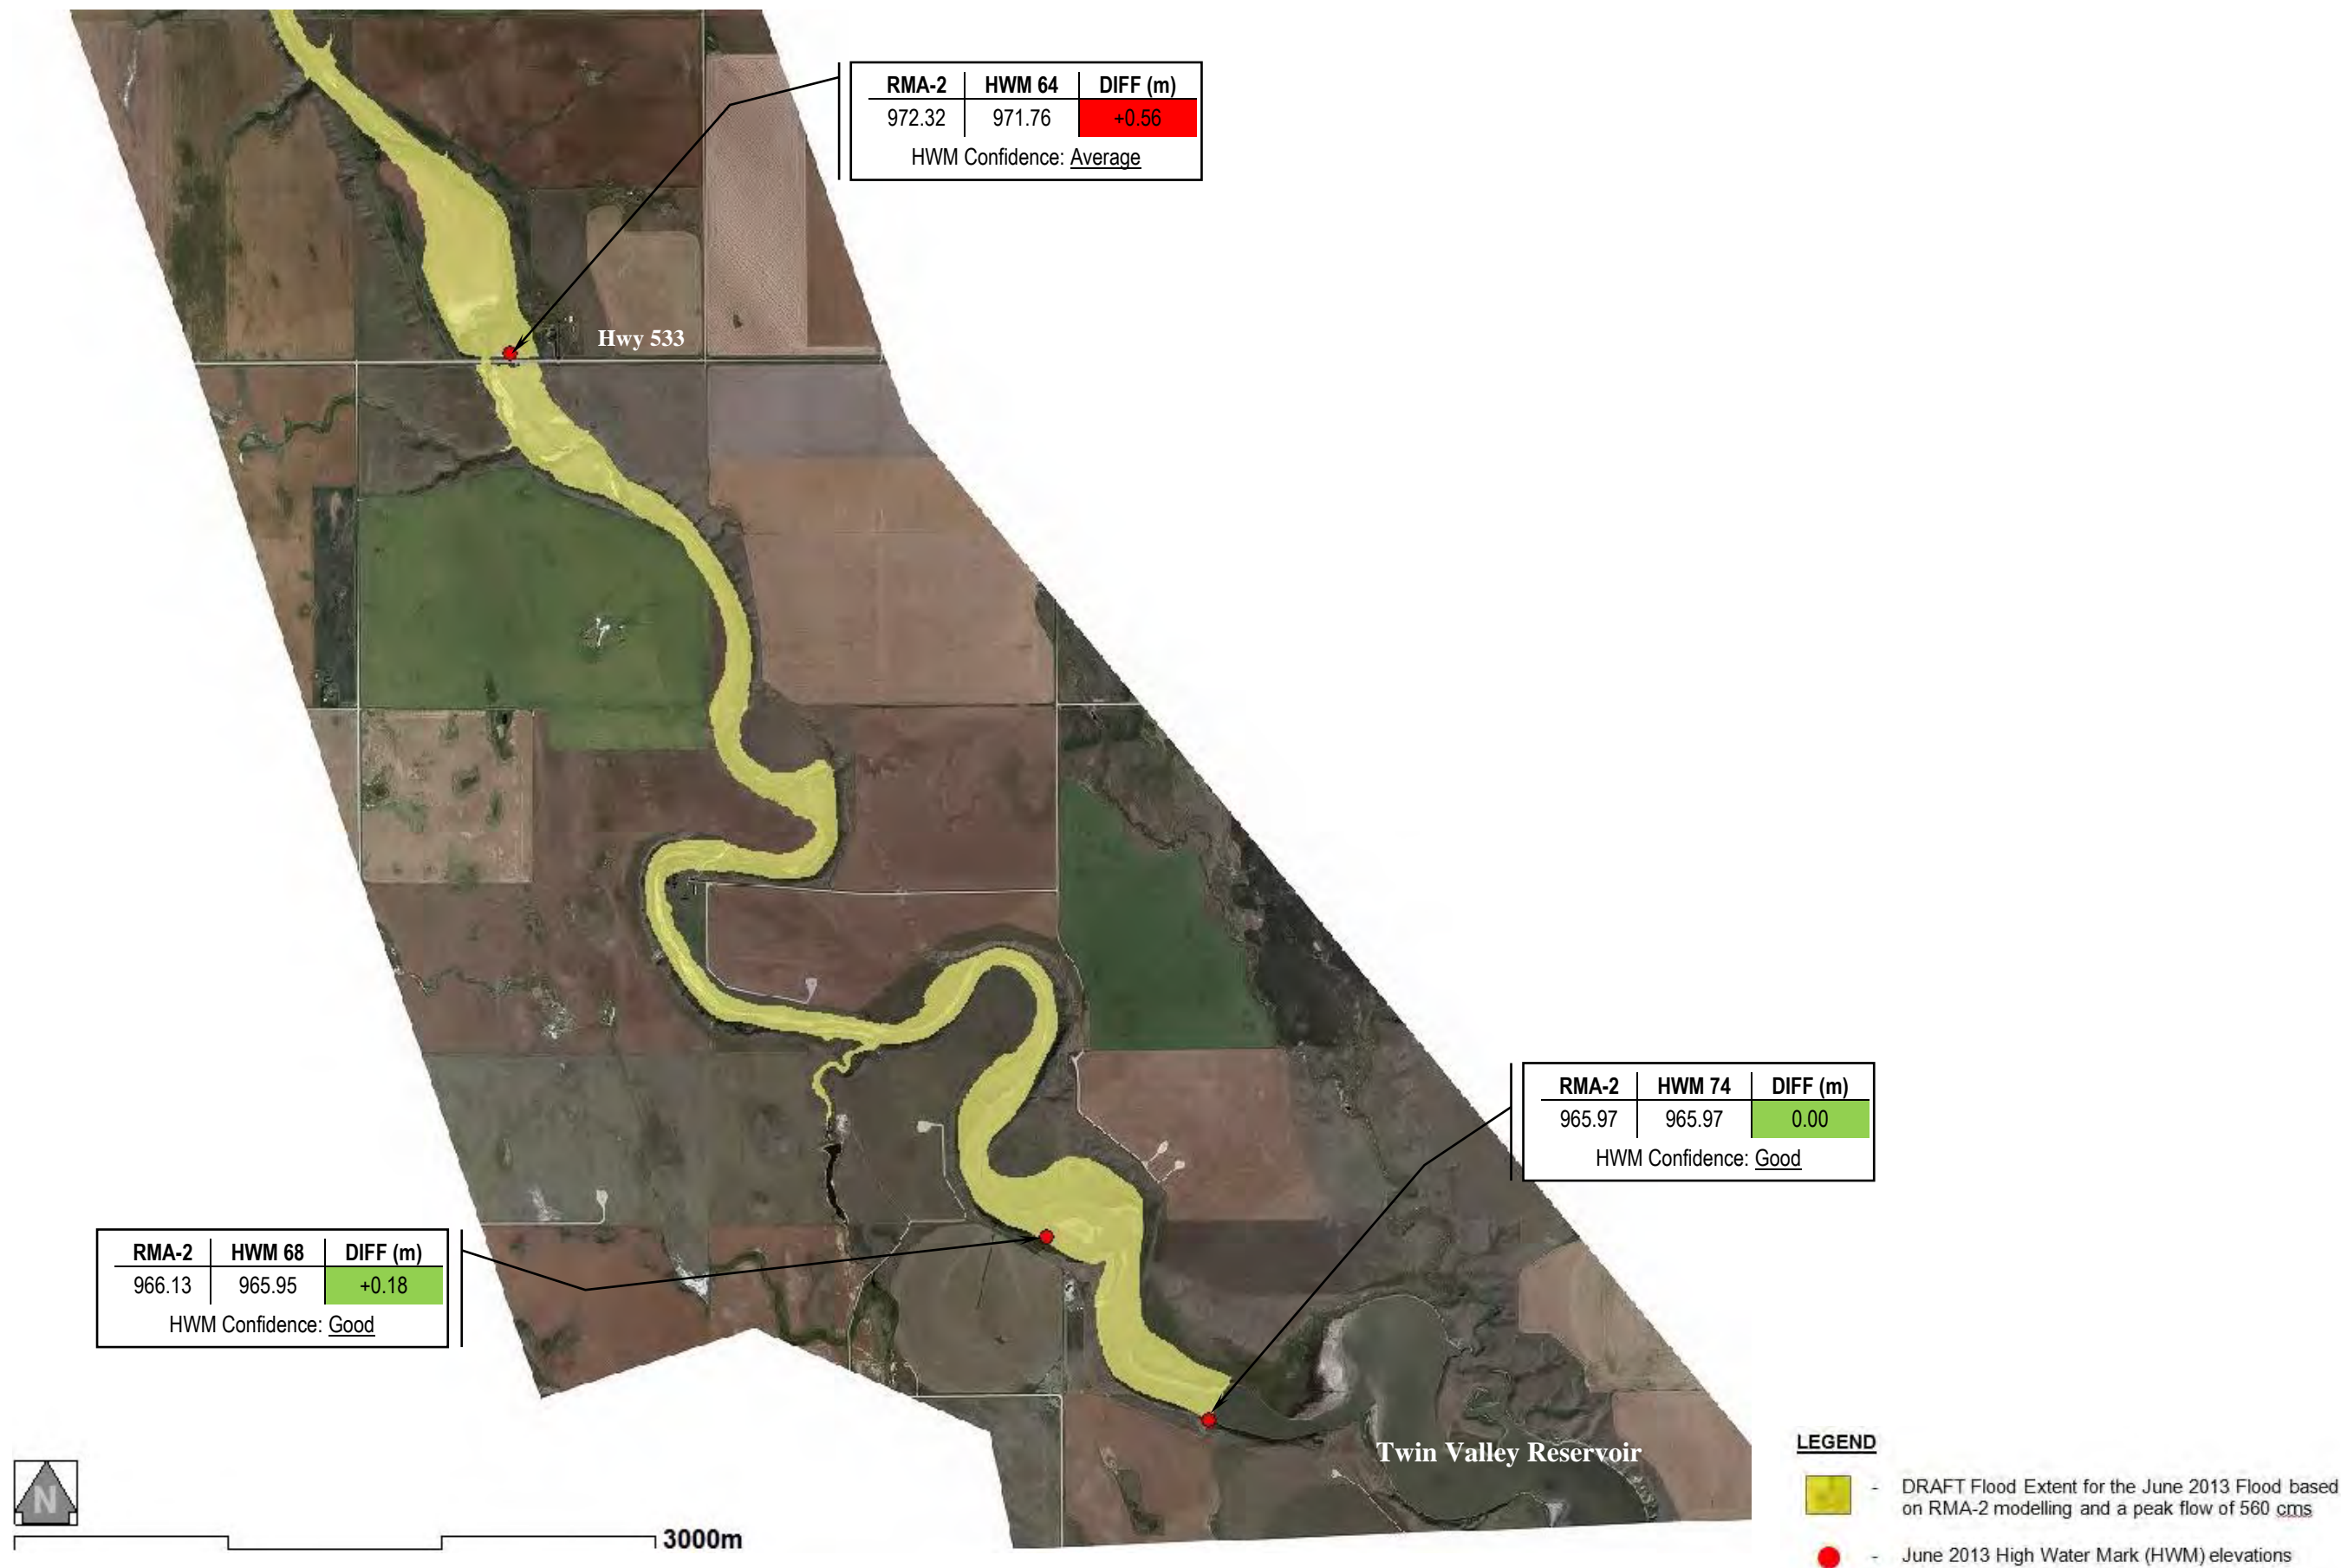 RMA-2 HWM 64 DIFF (m)
972.32 971.76 +0.56
HWM Confidence: Average
Hwy 533
RMA-2 HWM 74 DIFF (m)
965.97 965.97 0.00
HWM Confidence: Good
RMA-2 HWM 68 DIFF (m)
966.13 965.95 +0.18
HWM Confidence: Good
Twin Valley Reservoir
N
3000m
LEGEND
- DRAFT Flood Extent for the June 2013 Flood based
on RMA-2 modelling and a peak flow of 560 cms
- June 2013 High Water Mark (HWM) elevations